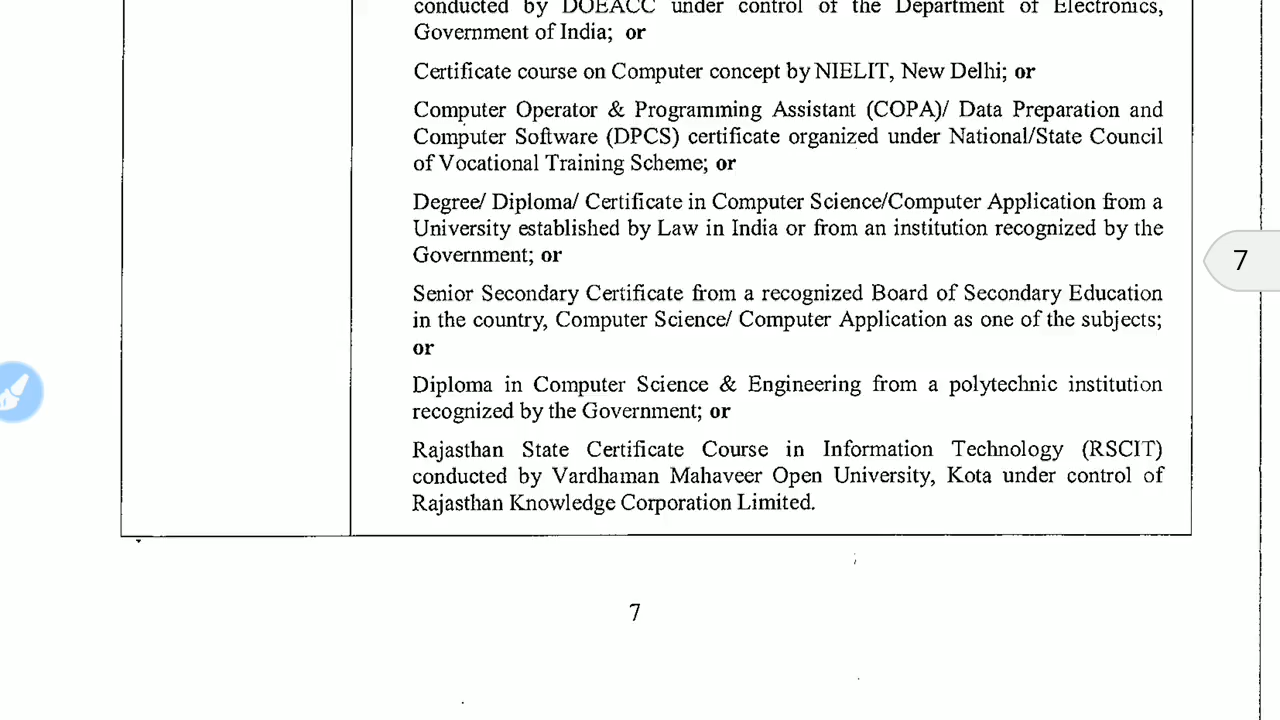 conducted by DOEACC under control of the Department of Electronics,
Government of India; or
Certificate course on Computer concept by NIELIT, New Delhi; or
Computer Operator & Programming Assistant (COPA)/ Data Preparation and
Computer Software (DPCS) certificate organized under National/State Council
of Vocational Training Scheme; or
Degree/ Diploma/ Certificate in Computer Science/Computer Application from a
University established by Law in India or from an institution recognized by the
Government; or
7
Senior Secondary Certificate from a recognized Board of Secondary Education
in the country, Computer Science/ Computer Application as one of the subjects;
or
Diploma in Computer Science & Engineering from a polytechnic institution
recognized by the Government; or
Rajasthan State Certificate Course in Information Technology (RSCIT)
conducted by Vardhaman Mahaveer Open University, Kota under control of
Rajasthan Knowledge Corporation Limited.
7